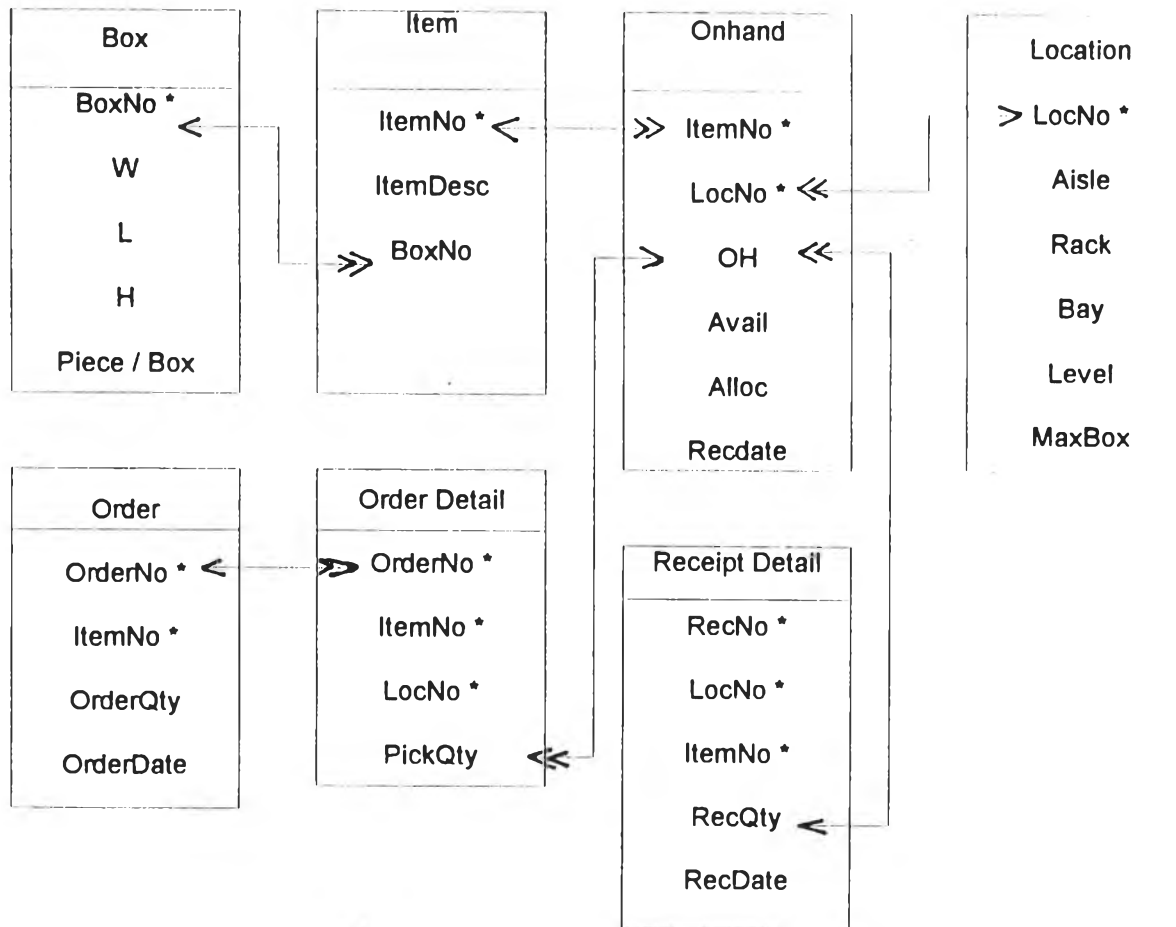 Box
BoxNo *
W
L
H
Piece / Box
Item
ItemNo *
ItemDesc
BoxNo
Onhand
ItemNo *
LocNo *
OH
Avail
Alloc
Recdate
Location
LocNo *
Aisle
Rack
Bay
Level
MaxBox
Order
OrderNo *
ItemNo *
OrderQty
OrderDate
Order Detail
OrderNo *
ItemNo *
LocNo *
PickQty
Receipt Detail
RecNo *
LocNo *
ItemNo *
RecQty
RecDate